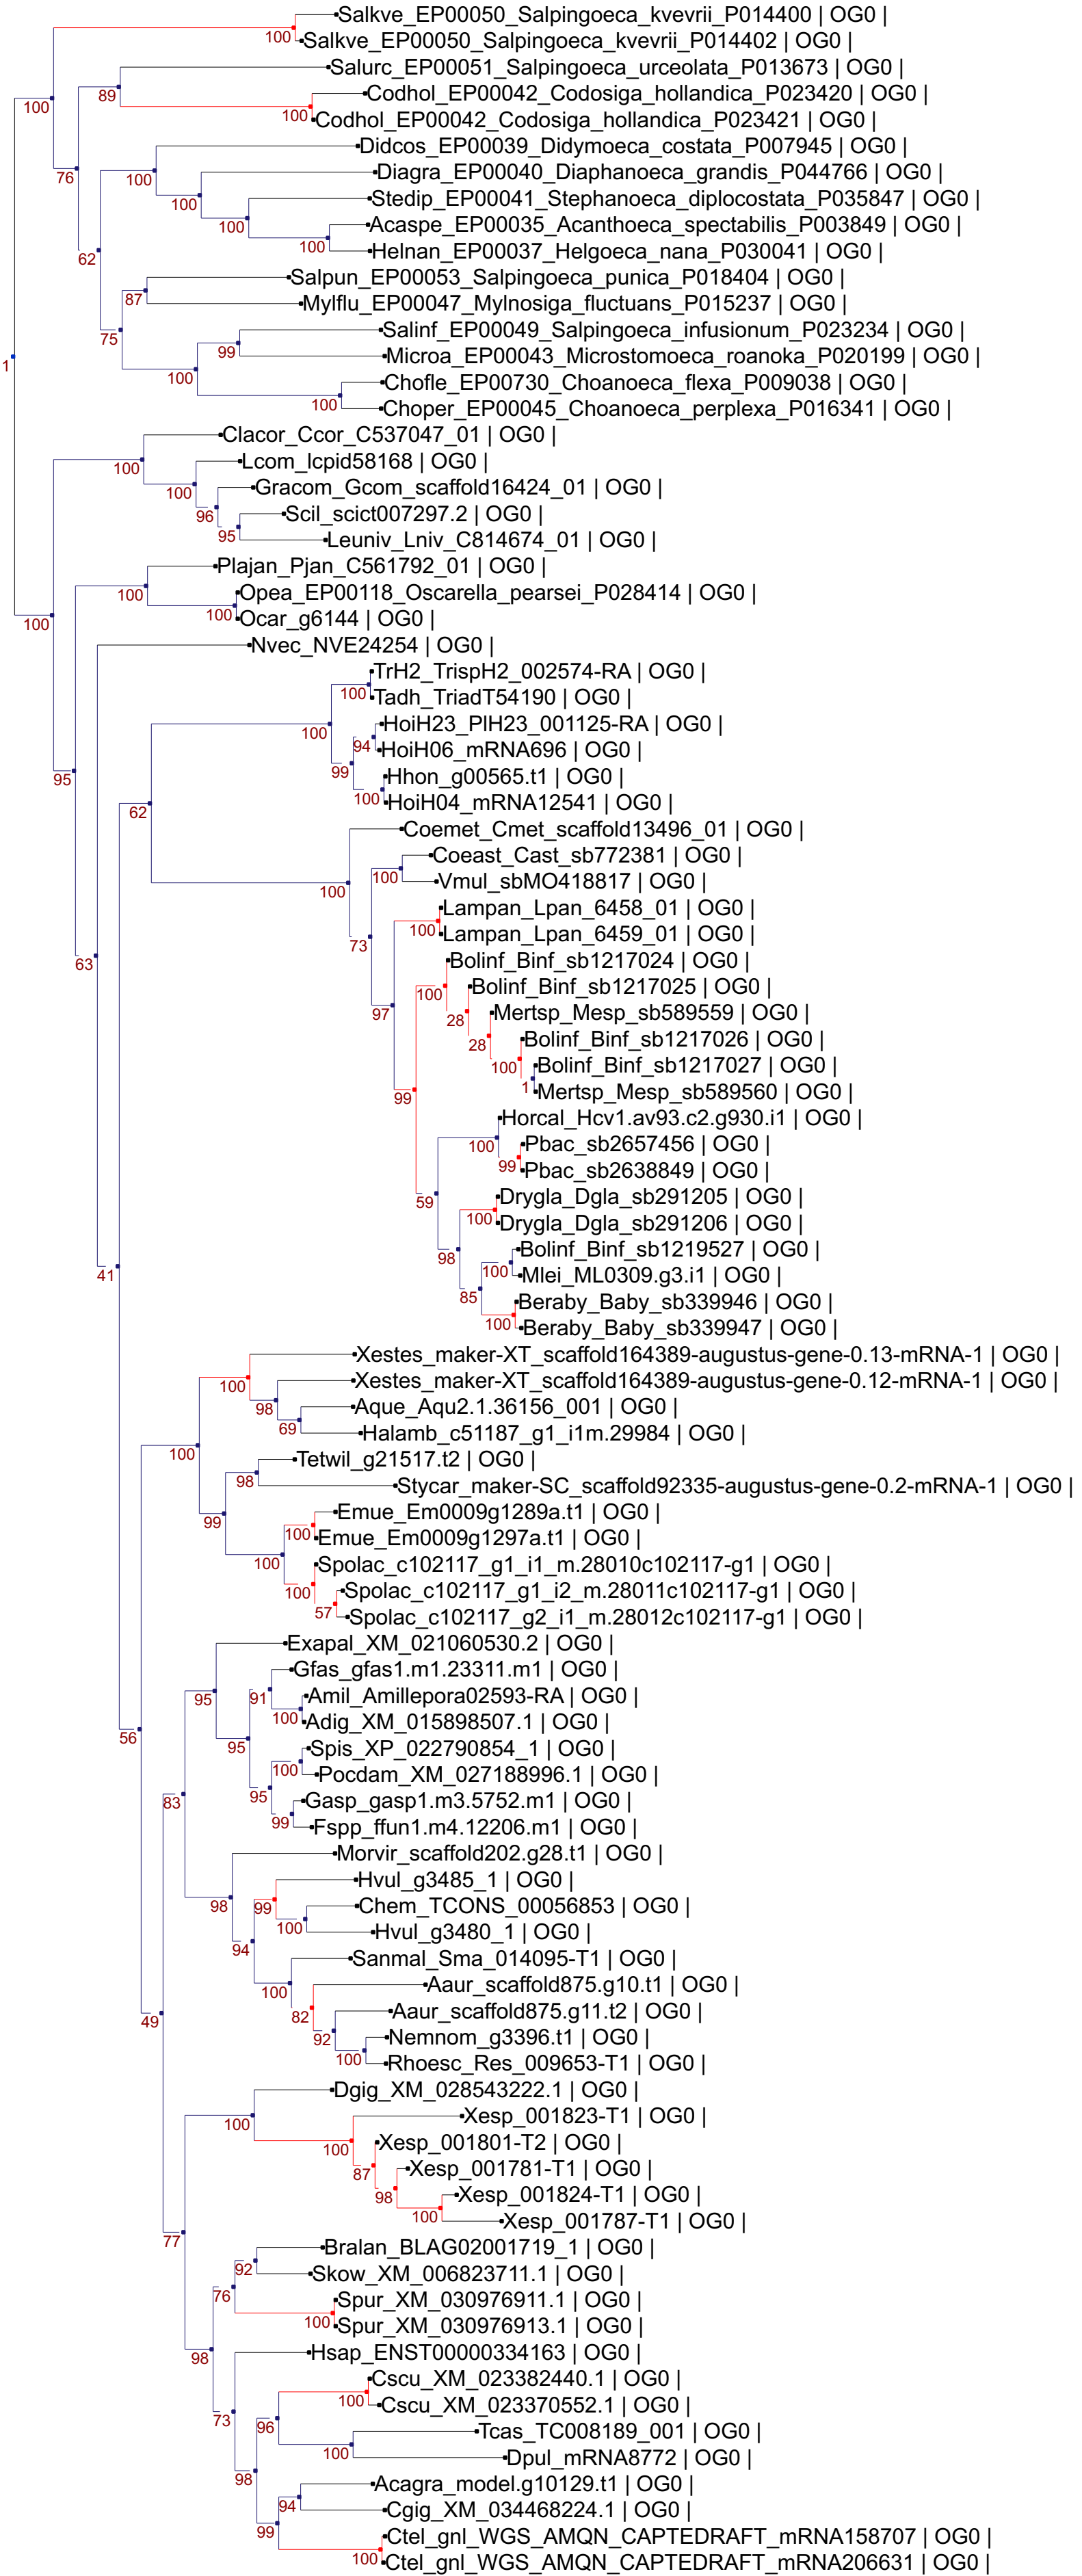 Salkve_EP00050_Salpingoeca_kvevrii_P014400 | OG0 |
100
Salkve_EP00050_Salpingoeca_kvevrii_P014402 | OG0 |
Salurc_EP00051_Salpingoeca_urceolata_P013673 | OG0 |
89
Codhol_EP00042_Codosiga_hollandica_P023420 | OG0 |
100
100
Codhol_EP00042_Codosiga_hollandica_P023421 | OG0 |
Didcos_EP00039_Didymoeca_costata_P007945 | OG0 |
76
100
Diagra_EP00040_Diaphanoeca_grandis_P044766 | OG0 |
100
Stedip_EP00041_Stephanoeca_diplocostata_P035847 | OG0 |
100
Acaspe_EP00035_Acanthoeca_spectabilis_P003849 | OG0 |
100
Helnan_EP00037_Helgoeca_nana_P030041 | OG0 |
62
Salpun_EP00053_Salpingoeca_punica_P018404 | OG0 |
87
Mylflu_EP00047_Mylnosiga_fluctuans_P015237 | OG0 |
75
Salinf_EP00049_Salpingoeca_infusionum_P023234 | OG0 |
99
Microa_EP00043_Microstomoeca_roanoka_P020199 | OG0 |
1
100
Chofle_EP00730_Choanoeca_flexa_P009038 | OG0 |
100
Choper_EP00045_Choanoeca_perplexa_P016341 | OG0 |
Clacor_Ccor_C537047_01 | OG0 |
100
Lcom_lcpid58168 | OG0 |
100
Gracom_Gcom_scaffold16424_01 | OG0 |
96
Scil_scict007297.2 | OG0 |
95
Leuniv_Lniv_C814674_01 | OG0 |
Plajan_Pjan_C561792_01 | OG0 |
100
Opea_EP00118_Oscarella_pearsei_P028414 | OG0 |
100
100
Ocar_g6144 | OG0 |
Nvec_NVE24254 | OG0 |
TrH2_TrispH2_002574-RA | OG0 |
100
Tadh_TriadT54190 | OG0 |
100
HoiH23_PlH23_001125-RA | OG0 |
94
HoiH06_mRNA696 | OG0 |
99
95
Hhon_g00565.t1 | OG0 |
100
HoiH04_mRNA12541 | OG0 |
62
Coemet_Cmet_scaffold13496_01 | OG0 |
Coeast_Cast_sb772381 | OG0 |
100
100
Vmul_sbMO418817 | OG0 |
Lampan_Lpan_6458_01 | OG0 |
100
Lampan_Lpan_6459_01 | OG0 |
73
Bolinf_Binf_sb1217024 | OG0 |
63
100
Bolinf_Binf_sb1217025 | OG0 |
97
28
Mertsp_Mesp_sb589559 | OG0 |
28
Bolinf_Binf_sb1217026 | OG0 |
100
Bolinf_Binf_sb1217027 | OG0 |
1
Mertsp_Mesp_sb589560 | OG0 |
99
Horcal_Hcv1.av93.c2.g930.i1 | OG0 |
100
Pbac_sb2657456 | OG0 |
99
Pbac_sb2638849 | OG0 |
59
Drygla_Dgla_sb291205 | OG0 |
100
Drygla_Dgla_sb291206 | OG0 |
98
Bolinf_Binf_sb1219527 | OG0 |
100
41
Mlei_ML0309.g3.i1 | OG0 |
85
Beraby_Baby_sb339946 | OG0 |
100
Beraby_Baby_sb339947 | OG0 |
Xestes_maker-XT_scaffold164389-augustus-gene-0.13-mRNA-1 | OG0 |
100
Xestes_maker-XT_scaffold164389-augustus-gene-0.12-mRNA-1 | OG0 |
98
Aque_Aqu2.1.36156_001 | OG0 |
69
Halamb_c51187_g1_i1m.29984 | OG0 |
100
Tetwil_g21517.t2 | OG0 |
98
Stycar_maker-SC_scaffold92335-augustus-gene-0.2-mRNA-1 | OG0 |
99
Emue_Em0009g1289a.t1 | OG0 |
100
Emue_Em0009g1297a.t1 | OG0 |
100
Spolac_c102117_g1_i1_m.28010c102117-g1 | OG0 |
100
Spolac_c102117_g1_i2_m.28011c102117-g1 | OG0 |
57
Spolac_c102117_g2_i1_m.28012c102117-g1 | OG0 |
Exapal_XM_021060530.2 | OG0 |
Gfas_gfas1.m1.23311.m1 | OG0 |
95
91
Amil_Amillepora02593-RA | OG0 |
100
Adig_XM_015898507.1 | OG0 |
56
95
Spis_XP_022790854_1 | OG0 |
100
Pocdam_XM_027188996.1 | OG0 |
95
83
Gasp_gasp1.m3.5752.m1 | OG0 |
99
Fspp_ffun1.m4.12206.m1 | OG0 |
Morvir_scaffold202.g28.t1 | OG0 |
Hvul_g3485_1 | OG0 |
98
99
Chem_TCONS_00056853 | OG0 |
100
Hvul_g3480_1 | OG0 |
94
Sanmal_Sma_014095-T1 | OG0 |
100
Aaur_scaffold875.g10.t1 | OG0 |
82
Aaur_scaffold875.g11.t2 | OG0 |
49
92
Nemnom_g3396.t1 | OG0 |
100
Rhoesc_Res_009653-T1 | OG0 |
Dgig_XM_028543222.1 | OG0 |
100
Xesp_001823-T1 | OG0 |
100
Xesp_001801-T2 | OG0 |
87
Xesp_001781-T1 | OG0 |
98
Xesp_001824-T1 | OG0 |
100
Xesp_001787-T1 | OG0 |
77
Bralan_BLAG02001719_1 | OG0 |
92
Skow_XM_006823711.1 | OG0 |
76
Spur_XM_030976911.1 | OG0 |
100
Spur_XM_030976913.1 | OG0 |
98
Hsap_ENST00000334163 | OG0 |
Cscu_XM_023382440.1 | OG0 |
100
Cscu_XM_023370552.1 | OG0 |
73
96
Tcas_TC008189_001 | OG0 |
100
Dpul_mRNA8772 | OG0 |
98
Acagra_model.g10129.t1 | OG0 |
94
Cgig_XM_034468224.1 | OG0 |
99
Ctel_gnl_WGS_AMQN_CAPTEDRAFT_mRNA158707 | OG0 |
100
Ctel_gnl_WGS_AMQN_CAPTEDRAFT_mRNA206631 | OG0 |